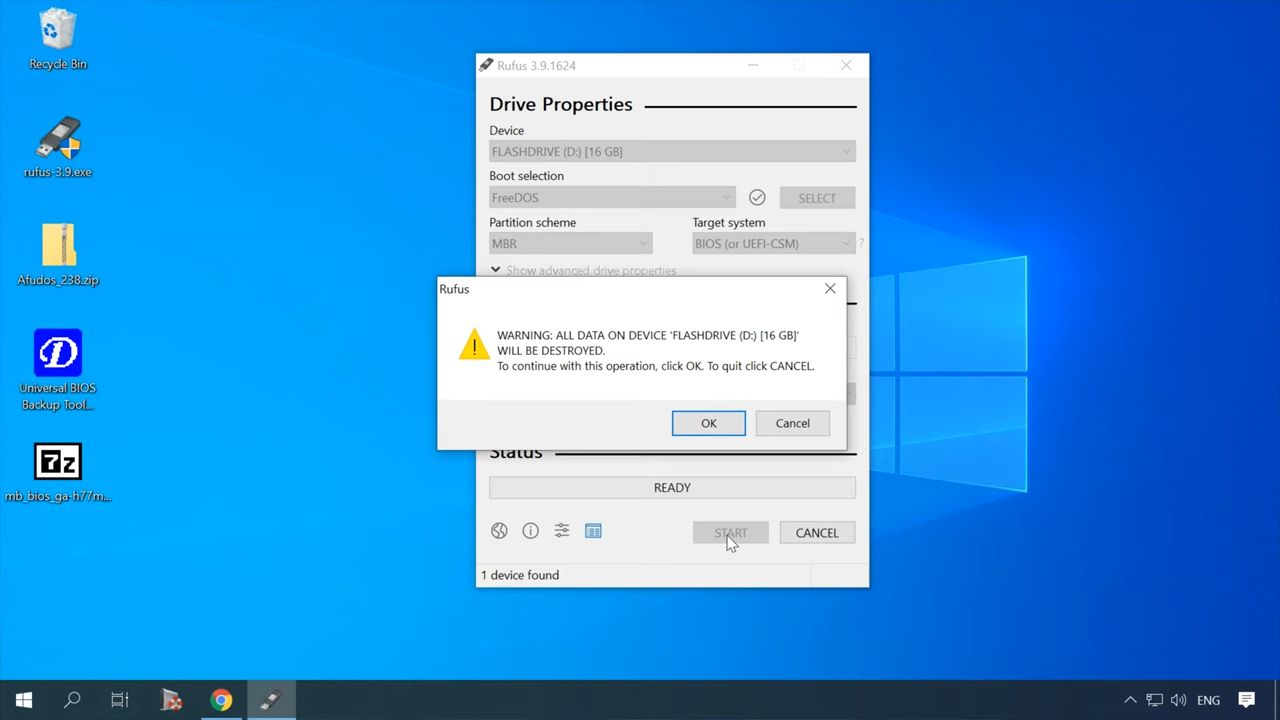 Recycle Bin
rufus-3.9.exe
Afudos_238.zip
Universal BIOS
Backup Tool...
mb_bios_ga-h77m...
Rufus 3.9.1624
Drive Properties
Device
FLASHDRIVE (D:) [16 GB]
Boot selection
FreeDOS
SELECT
Partition scheme
Target system
MBR
BIOS (or UEFI-CSM)
?
Show advanced drive properties
Rufus
WARNING: ALL DATA ON DEVICE 'FLASHDRIVE (D:) [16 GB]'
WILL BE DESTROYED.
To continue with this operation, click OK. To quit click CANCEL.
OK
Cancel
Status
READY
START
CANCEL
1 device found
7z
ENG